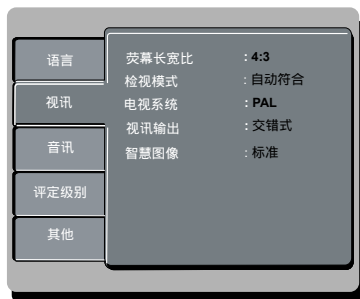 语言
视讯
音讯
评定级别
其他
荧幕长宽比 : 4:3
检视模式 : 自动符合
电视系统 : PAL
视讯输出 : 交错式
智慧图像 : 标准